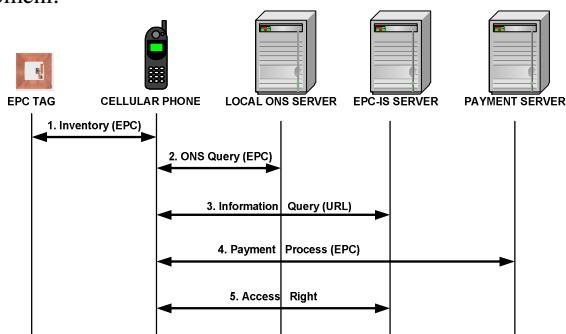 EPC TAG
CELLULAR PHONE
LOCAL ONS SERVER
EPC-IS SERVER
PAYMENT SERVER
1. Inventory (EPC)
2. ONS Query (EPC)
3. Information Query (URL)
4. Payment Process (EPC)
5. Access Right